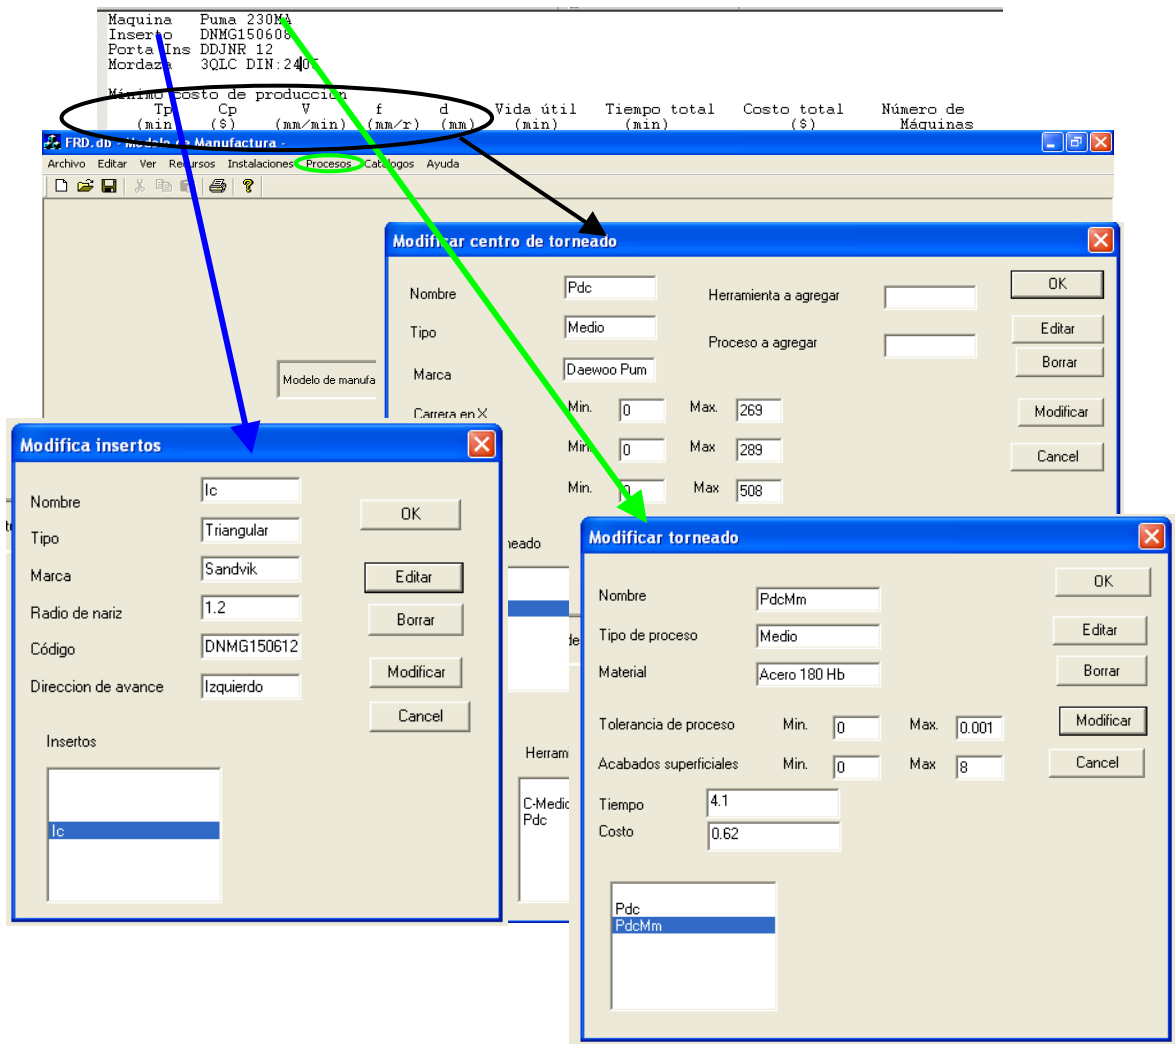 Maquina Puma 230MA
Inserto DNMG150608
Porta Ins DDJNR 12
Mordaza 3QLC DIN:2405
Mínimo costo de producción
Tp Cp V f d Vida útil Tiempo total Costo total Número de
(min ($) (mm/min) (mm/r) (mm) (min) (min) ($) Máquinas
FRD.db - Modelo de Manufactura -
Archivo Editar Ver Recursos Instalaciones Procesos Catálogos Ayuda
Modelo de manufa
Modificar centro de torneado
Nombre Pdc Herramienta a agregar OK
Tipo Medio Editar
Proceso a agregar
Marca Daewoo Pum Borrar
Carrera en X Min. 0 Max. 269 Modificar
Min. 0 Max 289 Cancel
Min. 0 Max 508
neado
Herrami
C-Medio
Pdc
Modifica insertos
Nombre Ic OK
Tipo Triangular
Marca Sandvik Editar
Radio de nariz 1.2 Borrar
Código DNMG150612
Modificar
Direccion de avance Izquierdo
Cancel
Insertos
Ic
Modificar torneado
Nombre PdcMm OK
Tipo de proceso Medio Editar
Material Acero 180 Hb Borrar
Tolerancia de proceso Min. 0 Max. 0.001 Modificar
Acabados superficiales Min. 0 Max 8 Cancel
Tiempo 4.1
Costo 0.62
Pdc
PdcMm